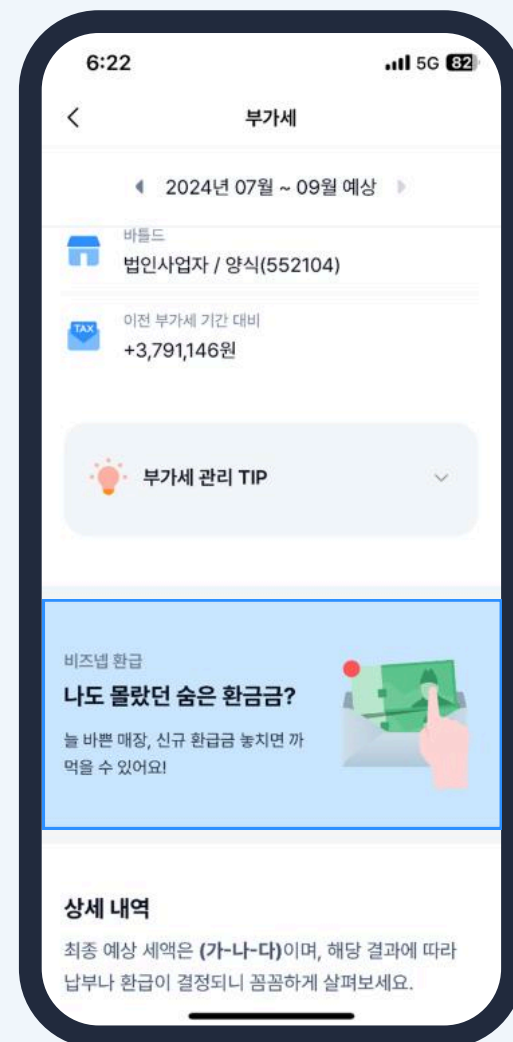 6:22
5G 82
부가세
2024년 07월 ~ 09월 예상
바틀드
법인사업자 / 양식(552104)
TAX
이전 부가세 기간 대비
+3,791,146원
부가세 관리 TIP
비즈넵 환급
나도 몰랐던 숨은 환급금?
늘 바쁜 매장, 신규 환급금 놓치면 까
먹을 수 있어요!
상세 내역
최종 예상 세액은 (가-나-다)이며, 해당 결과에 따라
납부나 환급이 결정되니 꼼꼼하게 살펴보세요.